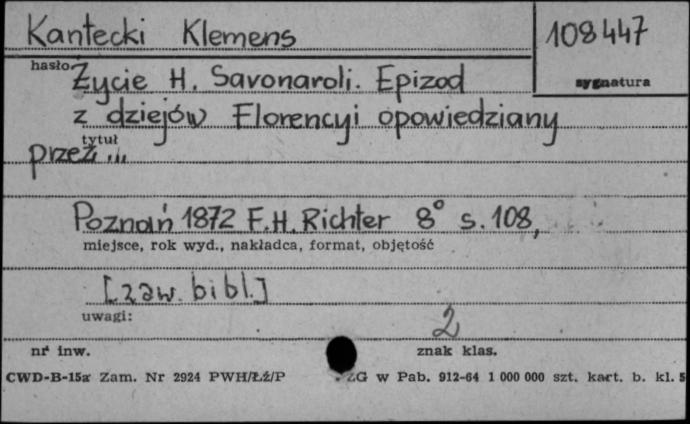 Kantecki Klemens
108447
hasło
Życie H. Savonaroli. Epizod
sygnatura
z dziejów Florencyi opowiedziany
tytuł
przez ...
Poznań 1872 F.H. Richter 8° s. 108,
miejsce, rok wyd., nakładca, format, objętość
[zaw. bibl.]
uwagi:
2
nr inw. znak klas.
CWD-B-15a Zam. Nr 2924 PWH/Łź/P ZG w Pab. 912-64 1 000 000 szt. kart. b. kl. 5